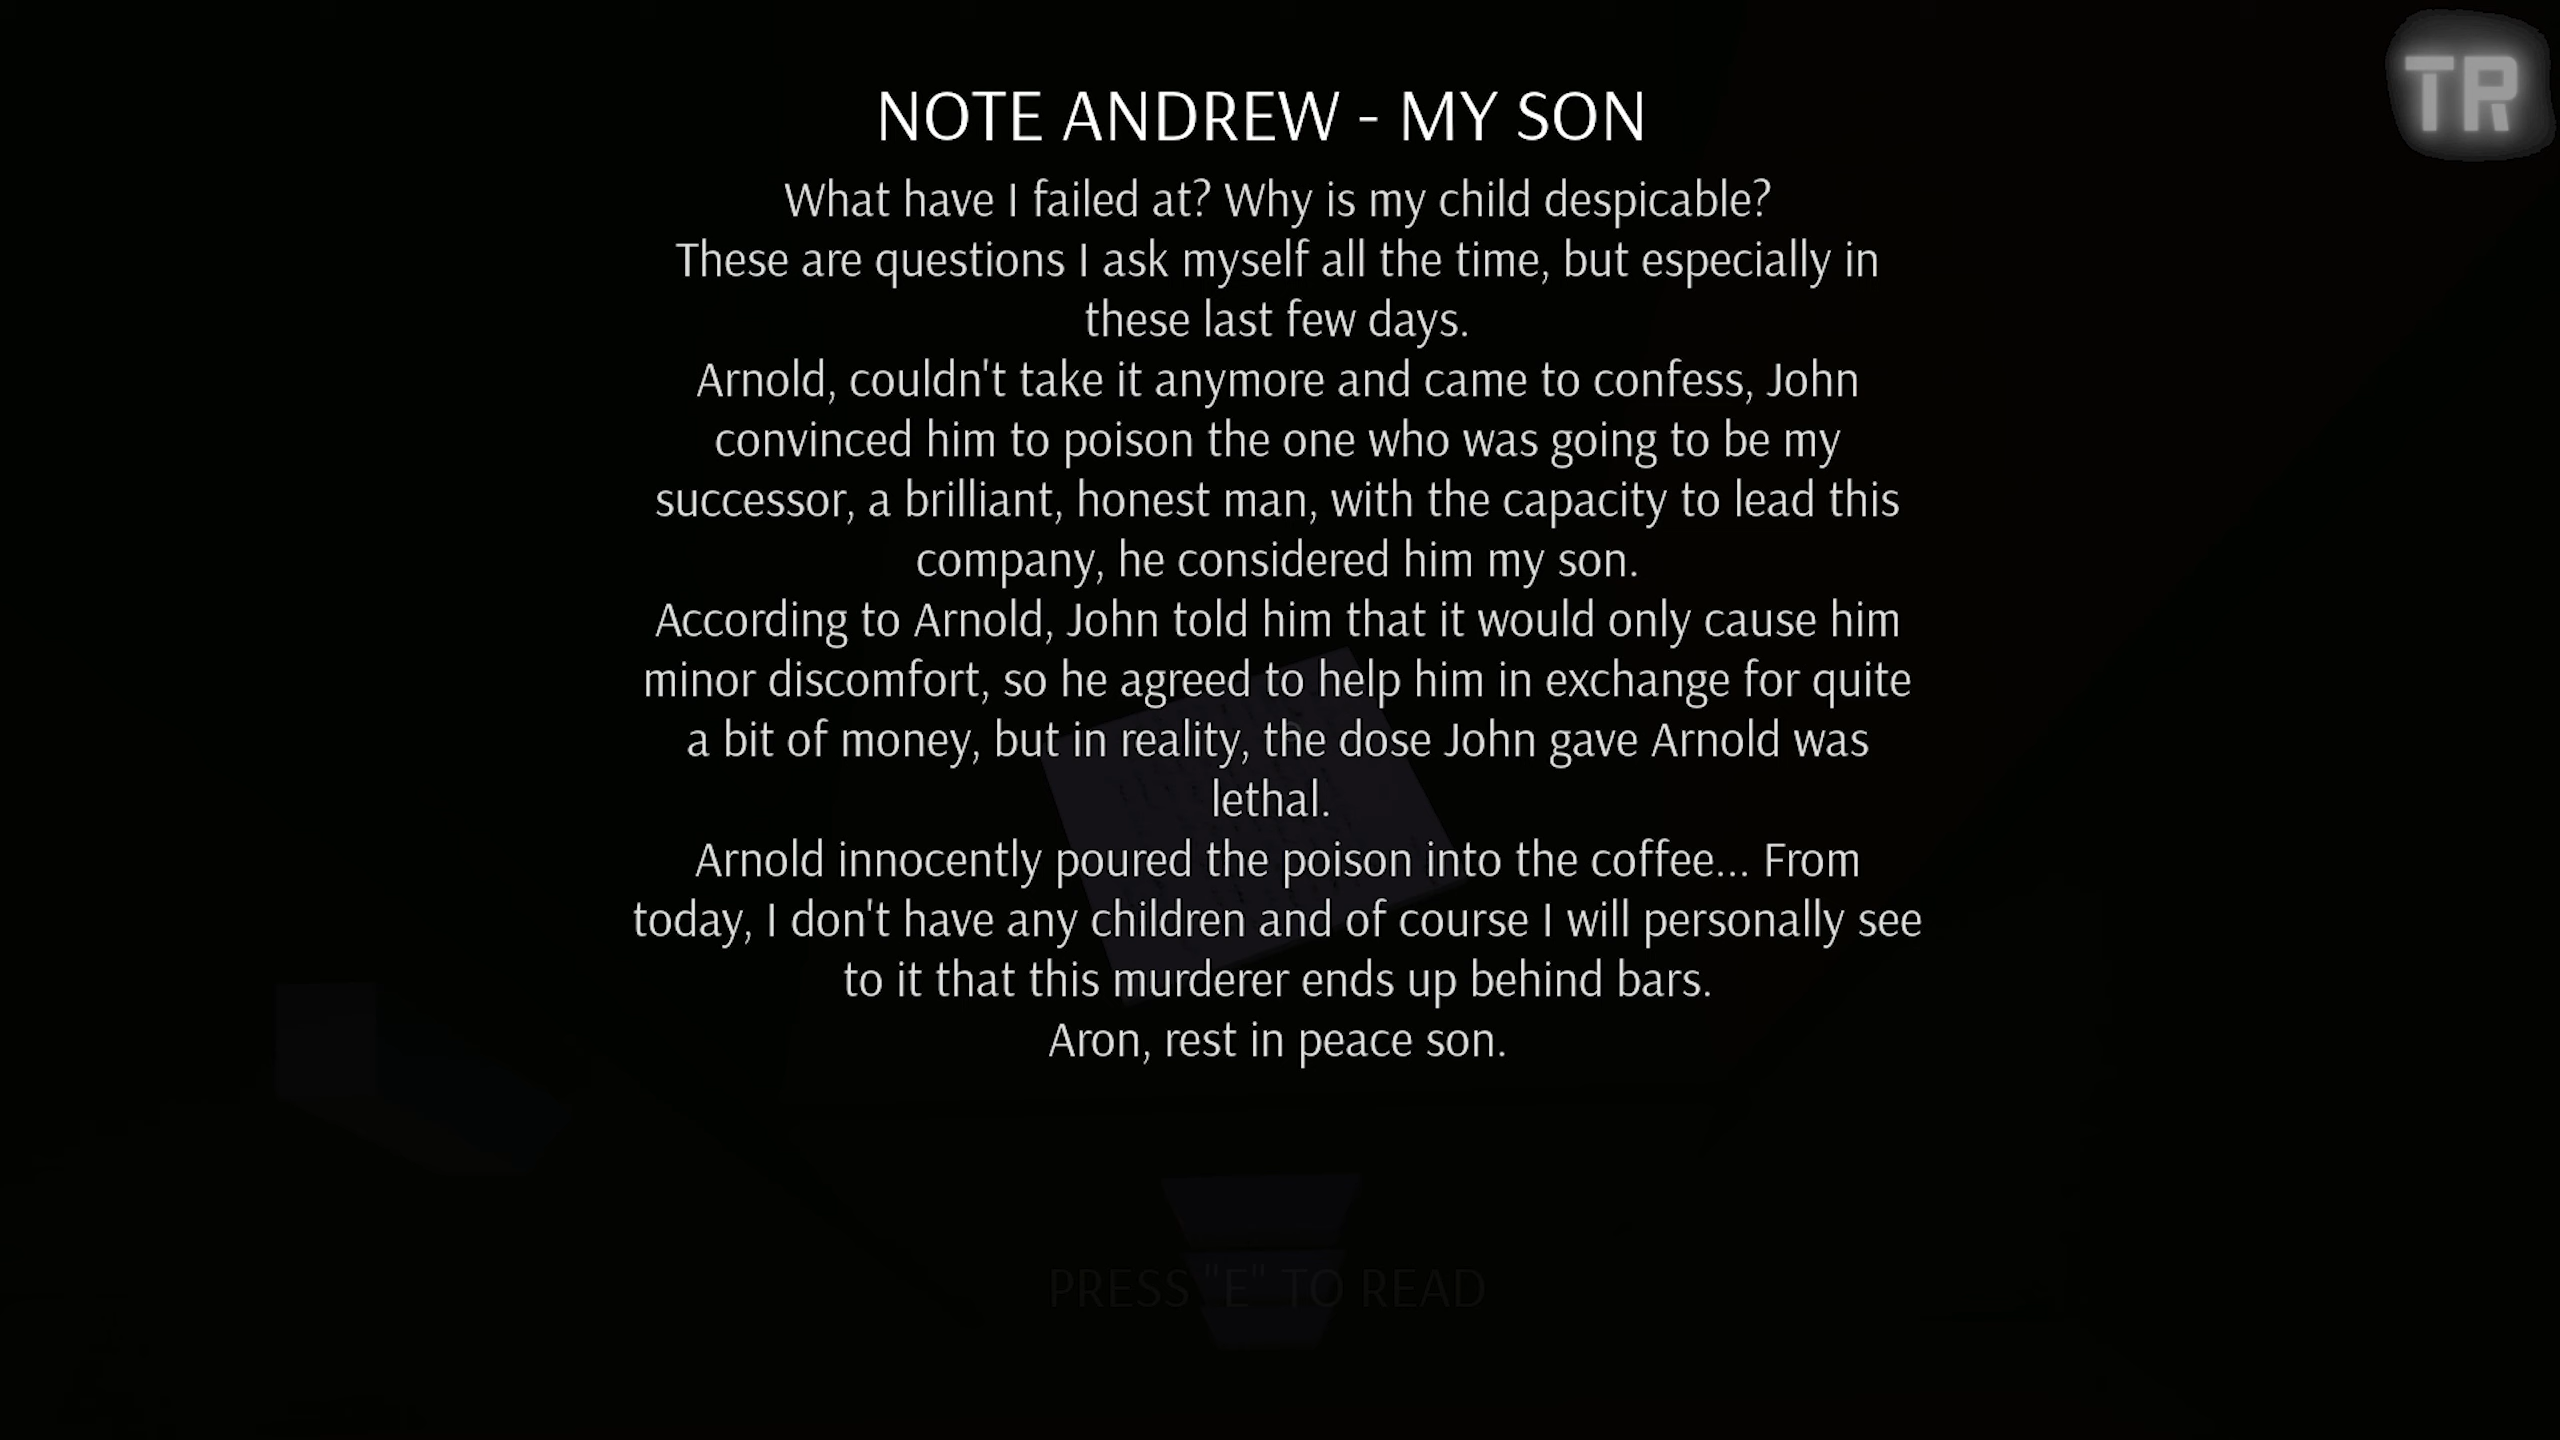 TR
NOTE ANDREW - MY SON
What have I failed at? Why is my child despicable?
These are questions I ask myself all the time, but especially in
these last few days.
Arnold, couldn't take it anymore and came to confess, John
convinced him to poison the one who was going to be my
successor, a brilliant, honest man, with the capacity to lead this
company, he considered him my son.
According to Arnold, John told him that it would only cause him
minor discomfort, so he agreed to help him in exchange for quite
a bit of money, but in reality, the dose John gave Arnold was
lethal.
Arnold innocently poured the poison into the coffee... From
today, I don't have any children and of course I will personally see
to it that this murderer ends up behind bars.
Aron, rest in peace son.
PRESS "E" TO READ